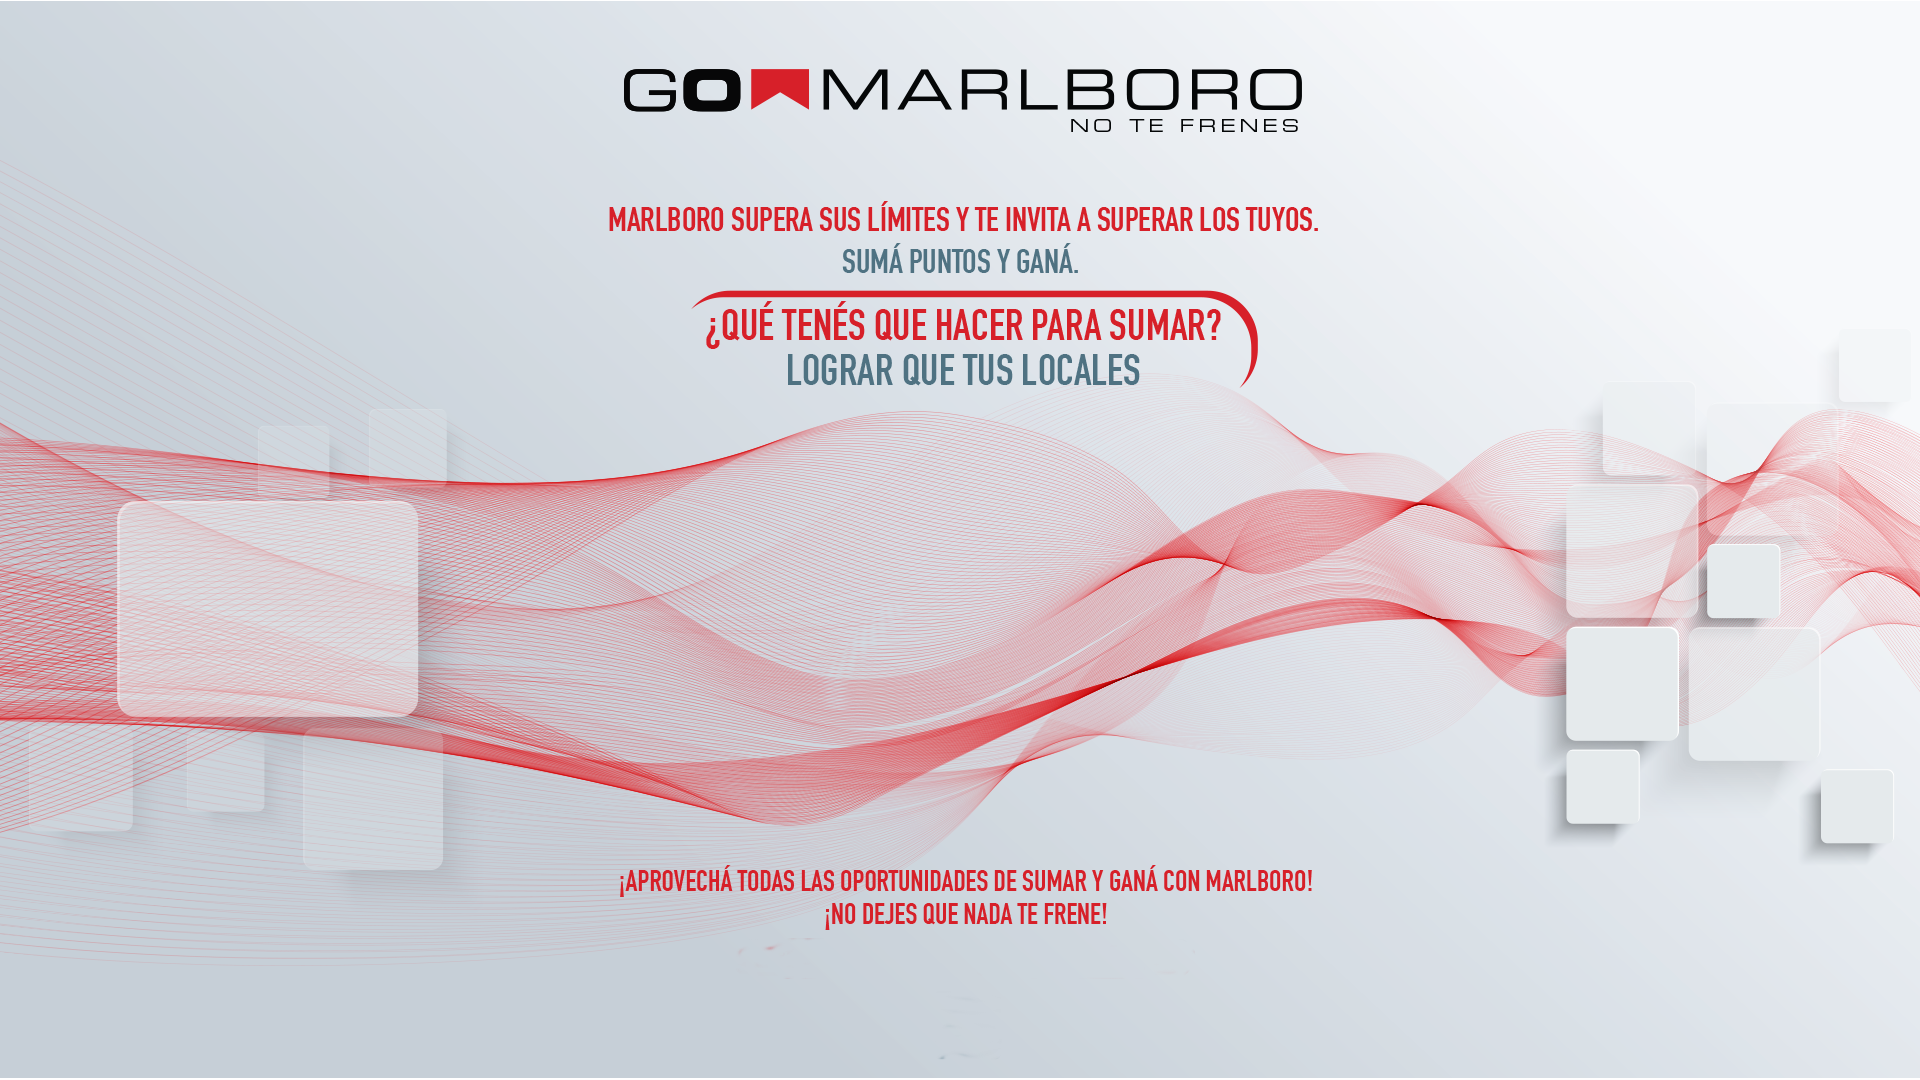 GO MARLBORO
NO TE FRENES
MARLBORO SUPERA SUS LÍMITES Y TE INVITA A SUPERAR LOS TUYOS.
SUMÁ PUNTOS Y GANÁ.
¿QUÉ TENÉS QUE HACER PARA SUMAR?
LOGRAR QUE TUS LOCALES
¡APROVECHÁ TODAS LAS OPORTUNIDADES DE SUMAR Y GANÁ CON MARLBORO!
¡NO DEJES QUE NADA TE FRENE!